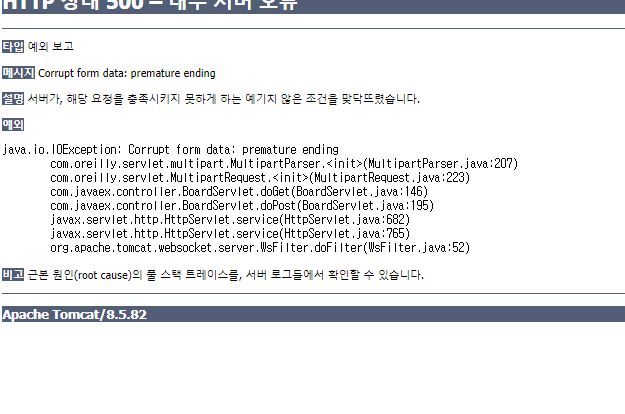 HTTP 상태 500 – 내부 서버 오류
타입 예외 보고
메시지 Corrupt form data: premature ending
설명 서버가, 해당 요청을 충족시키지 못하게 하는 예기치 않은 조건을 맞닥뜨렸습니다.
예외
java.io.IOException: Corrupt form data: premature ending
com.oreilly.servlet.multipart.MultipartParser.<init>(MultipartParser.java:207)
com.oreilly.servlet.MultipartRequest.<init>(MultipartRequest.java:223)
com.javaex.controller.BoardServlet.doGet(BoardServlet.java:146)
com.javaex.controller.BoardServlet.doPost(BoardServlet.java:195)
javax.servlet.http.HttpServlet.service(HttpServlet.java:682)
javax.servlet.http.HttpServlet.service(HttpServlet.java:765)
org.apache.tomcat.websocket.server.WsFilter.doFilter(WsFilter.java:52)
비고 근본 원인(root cause)의 풀 스택 트레이스를, 서버 로그들에서 확인할 수 있습니다.
Apache Tomcat/8.5.82